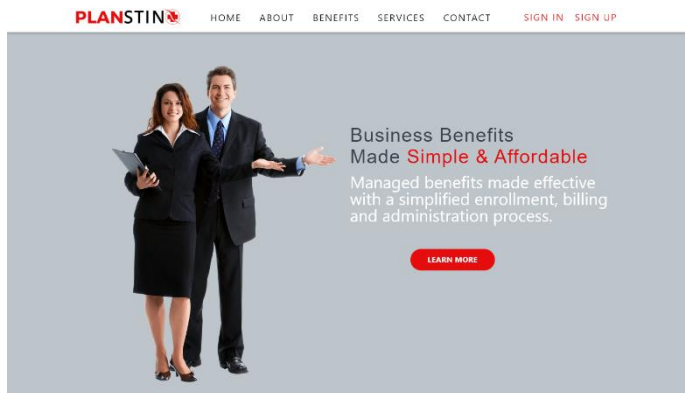 PLANSTIN
HOME ABOUT BENEFITS SERVICES CONTACT SIGN IN SIGN UP
Business Benefits
Made Simple & Affordable
Managed benefits made effective
with a simplified enrollment, billing
and administration process.
LEARN MORE